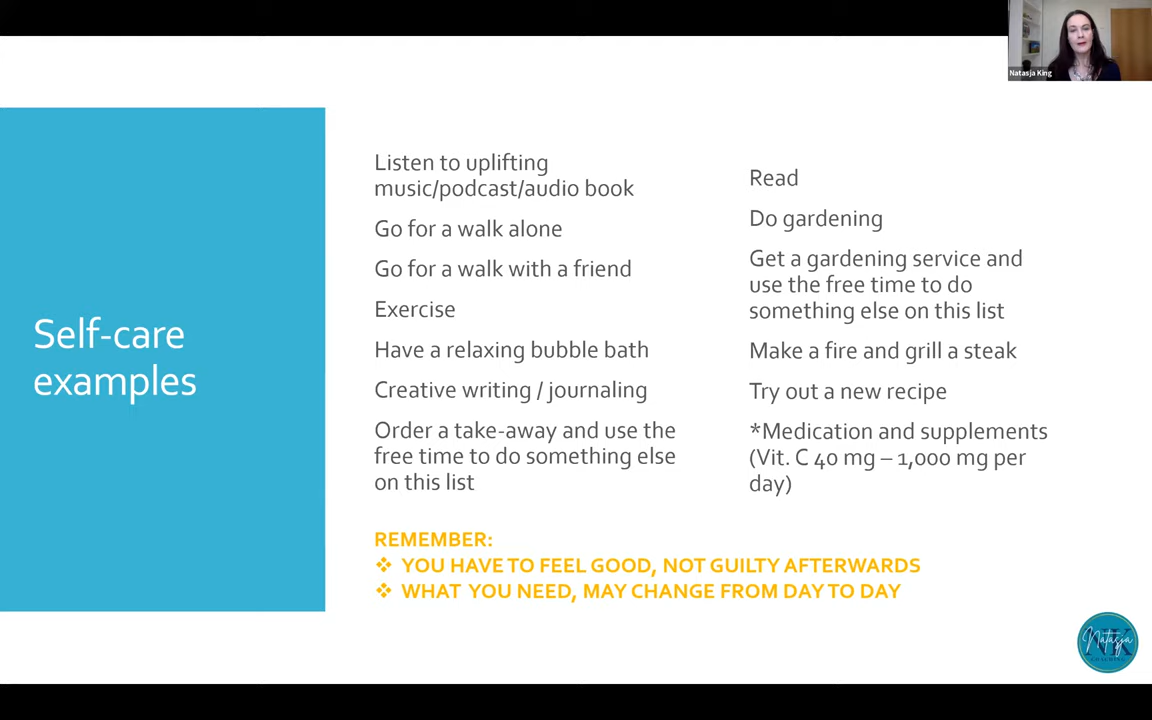 Natasja King
Self-care
examples
Listen to uplifting
music/podcast/audio book
Go for a walk alone
Go for a walk with a friend
Exercise
Have a relaxing bubble bath
Creative writing / journaling
Order a take-away and use the
free time to do something else
on this list
Read
Do gardening
Get a gardening service and
use the free time to do
something else on this list
Make a fire and grill a steak
Try out a new recipe
*Medication and supplements
(Vit. C 40 mg – 1,000 mg per
day)
REMEMBER:
❖ YOU HAVE TO FEEL GOOD, NOT GUILTY AFTERWARDS
❖ WHAT YOU NEED, MAY CHANGE FROM DAY TO DAY
NK
Natasja
COACHING